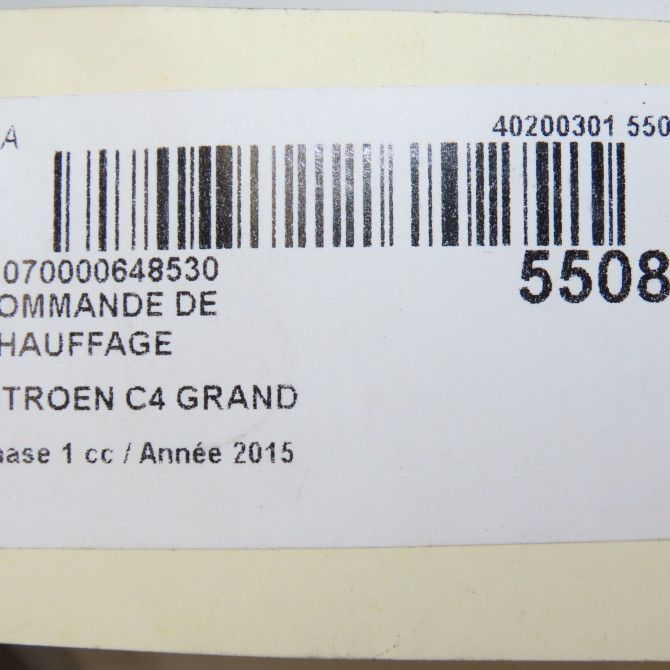 A 40200301 550
070000648530 5508
OMMANDE DE
HAUFFAGE
TROEN C4 GRAND
ase 1 cc / Année 2015